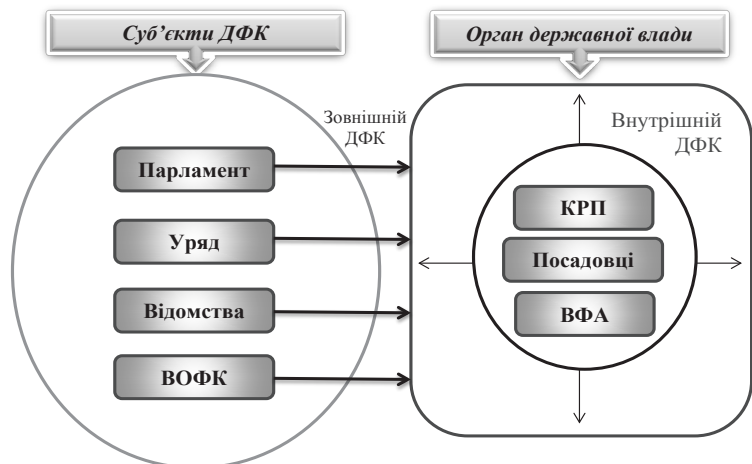 Суб’єкти ДФК
Орган державної влади
Зовнішній
ДФК
Парламент
Уряд
Відомства
ВОФК
Внутрішній
ДФК
КРП
Посадовці
ВФА